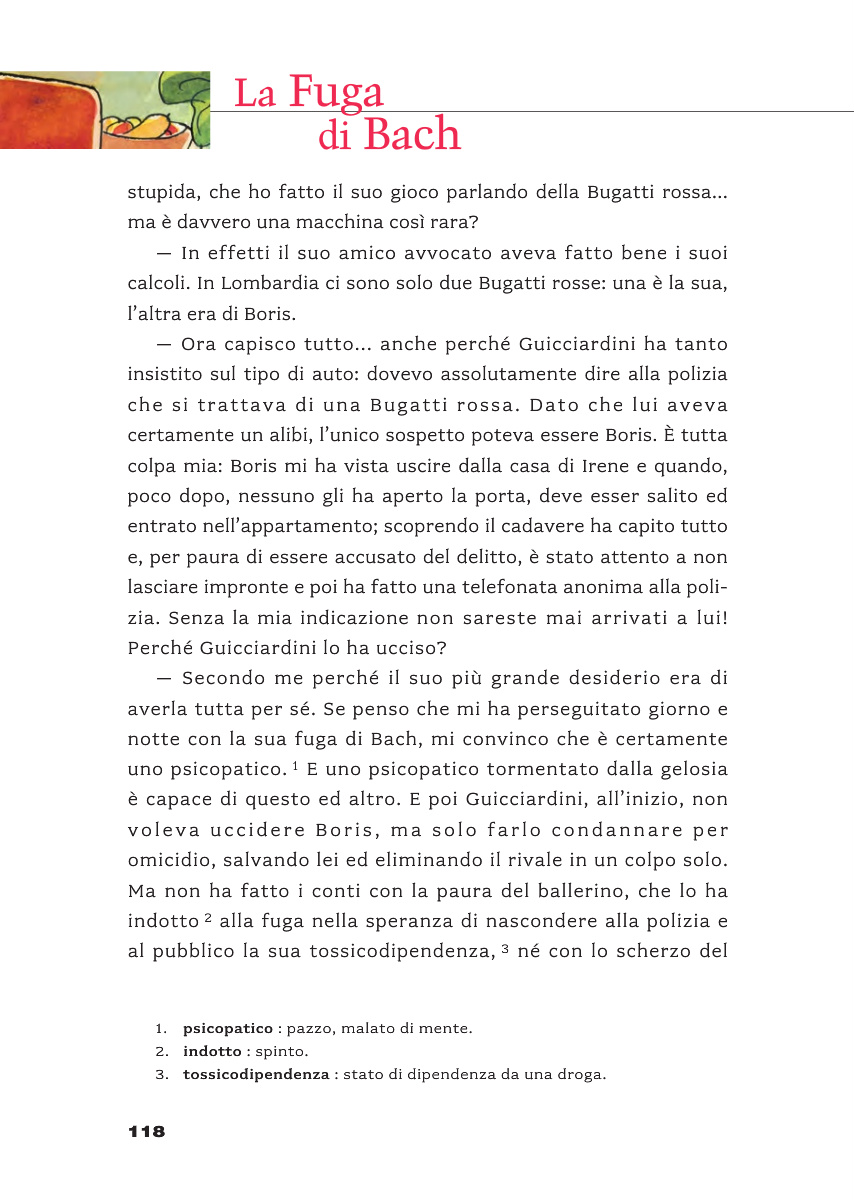 La Fuga
di Bach
stupida, che ho fatto il suo gioco parlando della Bugatti rossa...
ma è davvero una macchina così rara?
— In effetti il suo amico avvocato aveva fatto bene i suoi
calcoli. In Lombardia ci sono solo due Bugatti rosse: una è la sua,
l'altra era di Boris.
— Ora capisco tutto... anche perché Guicciardini ha tanto
insistito sul tipo di auto: dovevo assolutamente dire alla polizia
che si trattava di una Bugatti rossa. Dato che lui aveva
certamente un alibi, l'unico sospetto poteva essere Boris. È tutta
colpa mia: Boris mi ha vista uscire dalla casa di Irene e quando,
poco dopo, nessuno gli ha aperto la porta, deve esser salito ed
entrato nell'appartamento; scoprendo il cadavere ha capito tutto
e, per paura di essere accusato del delitto, è stato attento a non
lasciare impronte e poi ha fatto una telefonata anonima alla poli-
zia. Senza la mia indicazione non sareste mai arrivati a lui!
Perché Guicciardini lo ha ucciso?
— Secondo me perché il suo più grande desiderio era di
averla tutta per sé. Se penso che mi ha perseguitato giorno e
notte con la sua fuga di Bach, mi convinco che è certamente
uno psicopatico. 1 E uno psicopatico tormentato dalla gelosia
è capace di questo ed altro. E poi Guicciardini, all'inizio, non
voleva uccidere Boris, ma solo farlo condannare per
omicidio, salvando lei ed eliminando il rivale in un colpo solo.
Ma non ha fatto i conti con la paura del ballerino, che lo ha
indotto 2 alla fuga nella speranza di nascondere alla polizia e
al pubblico la sua tossicodipendenza, 3 né con lo scherzo del
1. psicopatico : pazzo, malato di mente.
2. indotto : spinto.
3. tossicodipendenza : stato di dipendenza da una droga.
118